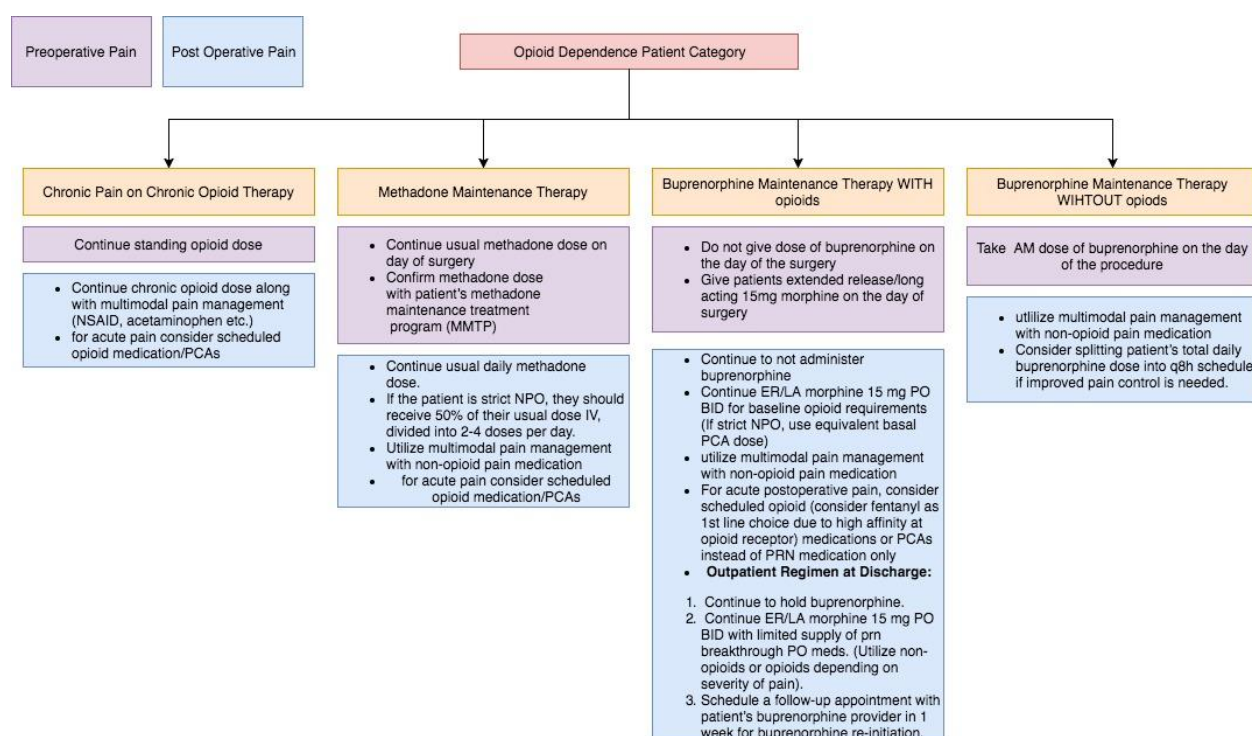 Preoperative Pain
Post Operative Pain
Opioid Dependence Patient Category
Chronic Pain on Chronic Opioid Therapy
Continue standing opioid dose
• Continue chronic opioid dose along
with multimodal pain management
(NSAID, acetaminophen etc.)
• for acute pain consider scheduled
opioid medication/PCAs
Methadone Maintenance Therapy
• Continue usual methadone dose on
day of surgery
• Confirm methadone dose
with patient's methadone
maintenance treatment
program (MMTP)
• Continue usual daily methadone
dose.
• If the patient is strict NPO, they should
receive 50% of their usual dose IV,
divided into 2-4 doses per day.
• Utilize multimodal pain management
with non-opioid pain medication
• for acute pain consider scheduled
opioid medication/PCAs
Buprenorphine Maintenance Therapy WITH
opioids
• Do not give dose of buprenorphine on
the day of the surgery
• Give patients extended release/long
acting 15mg morphine on the day of
surgery
• Continue to not administer
buprenorphine
• Continue ER/LA morphine 15 mg PO
BID for baseline opioid requirements
(If strict NPO, use equivalent basal
PCA dose)
• utilize multimodal pain management
with non-opioid pain medication
• For acute postoperative pain, consider
scheduled opioid (consider fentanyl as
1st line choice due to high affinity at
opioid receptor) medications or PCAs
instead of PRN medication only
• Outpatient Regimen at Discharge:
1. Continue to hold buprenorphine.
2. Continue ER/LA morphine 15 mg PO
BID with limited supply of prn
breakthrough PO meds. (Utilize non-
opioids or opioids depending on
severity of pain).
3. Schedule a follow-up appointment with
patient's buprenorphine provider in 1
week for buprenorphine re-initiation.
Buprenorphine Maintenance Therapy
WIHTOUT opiods
Take AM dose of buprenorphine on the day
of the procedure
• utlilize multimodal pain management
with non-opioid pain medication
• Consider splitting patient's total daily
buprenorphine dose into q8h schedule
if improved pain control is needed.